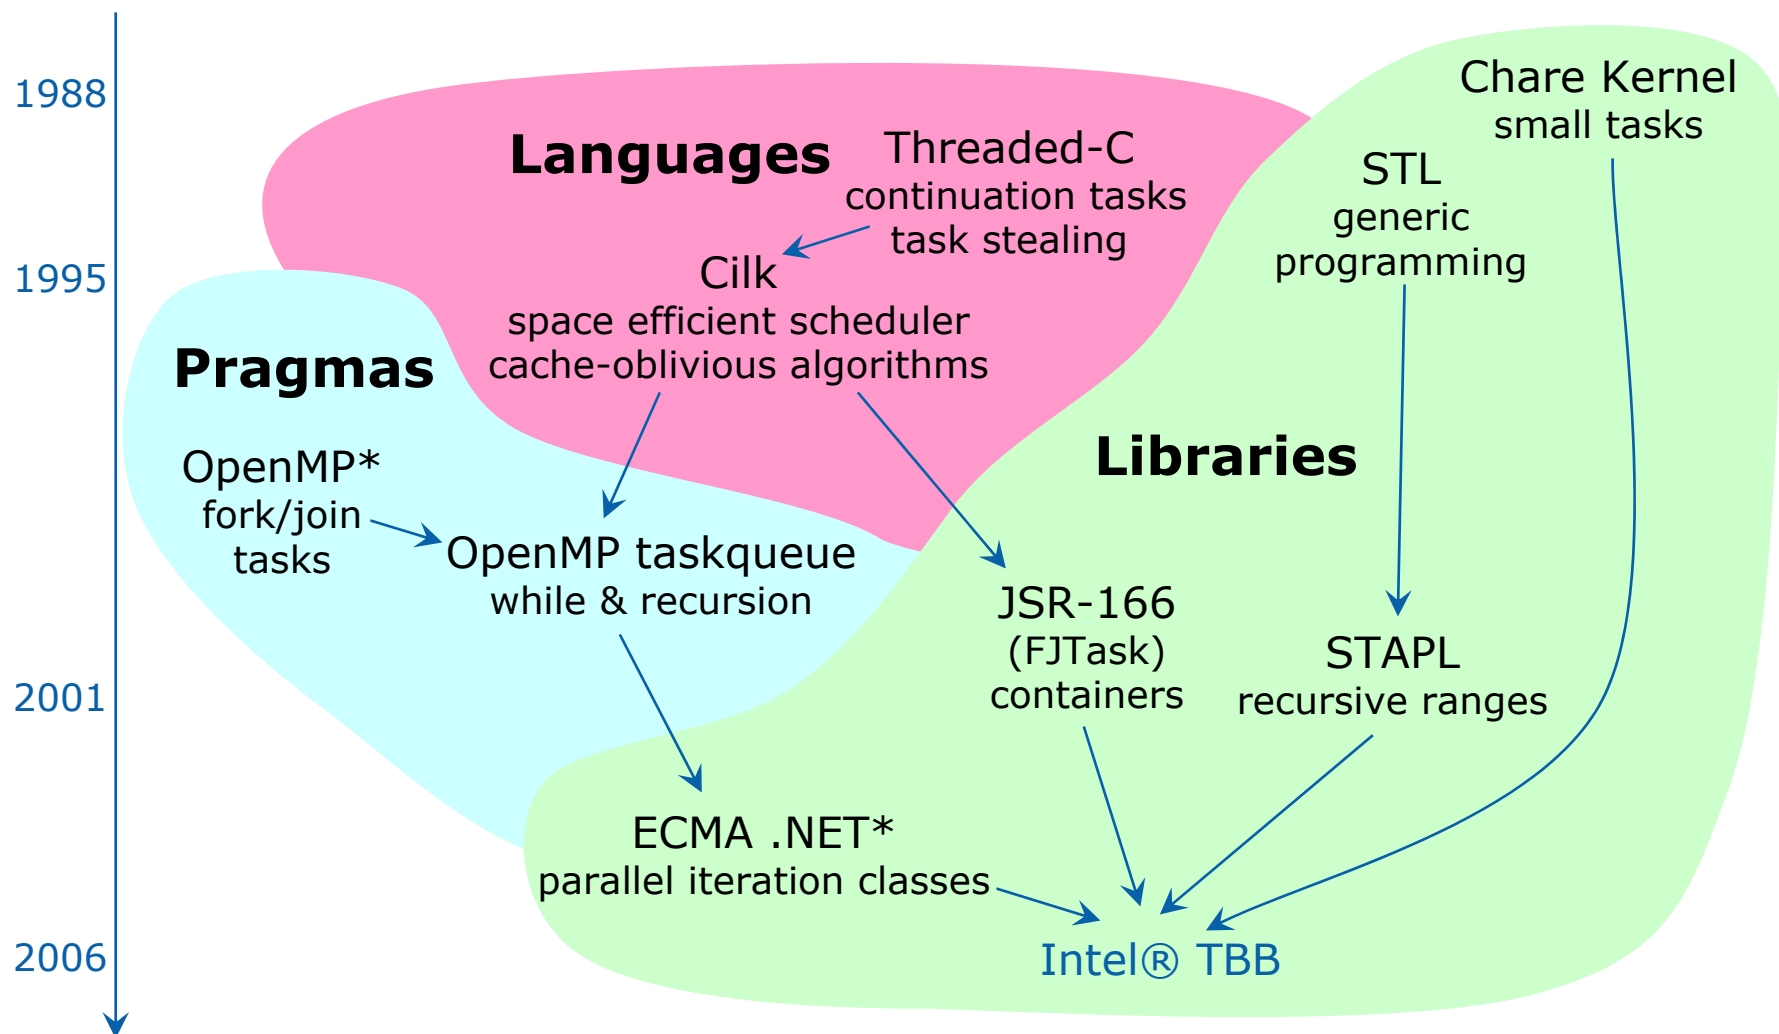 1988
1995
2001
2006
Languages
Threaded-C
continuation tasks
task stealing
Cilk
space efficient scheduler
cache-oblivious algorithms
Pragmas
OpenMP*
fork/join
tasks
OpenMP taskqueue
while & recursion
Libraries
Chare Kernel
small tasks
STL
generic
programming
JSR-166
(FJTask)
containers
STAPL
recursive ranges
ECMA .NET*
parallel iteration classes
Intel® TBB